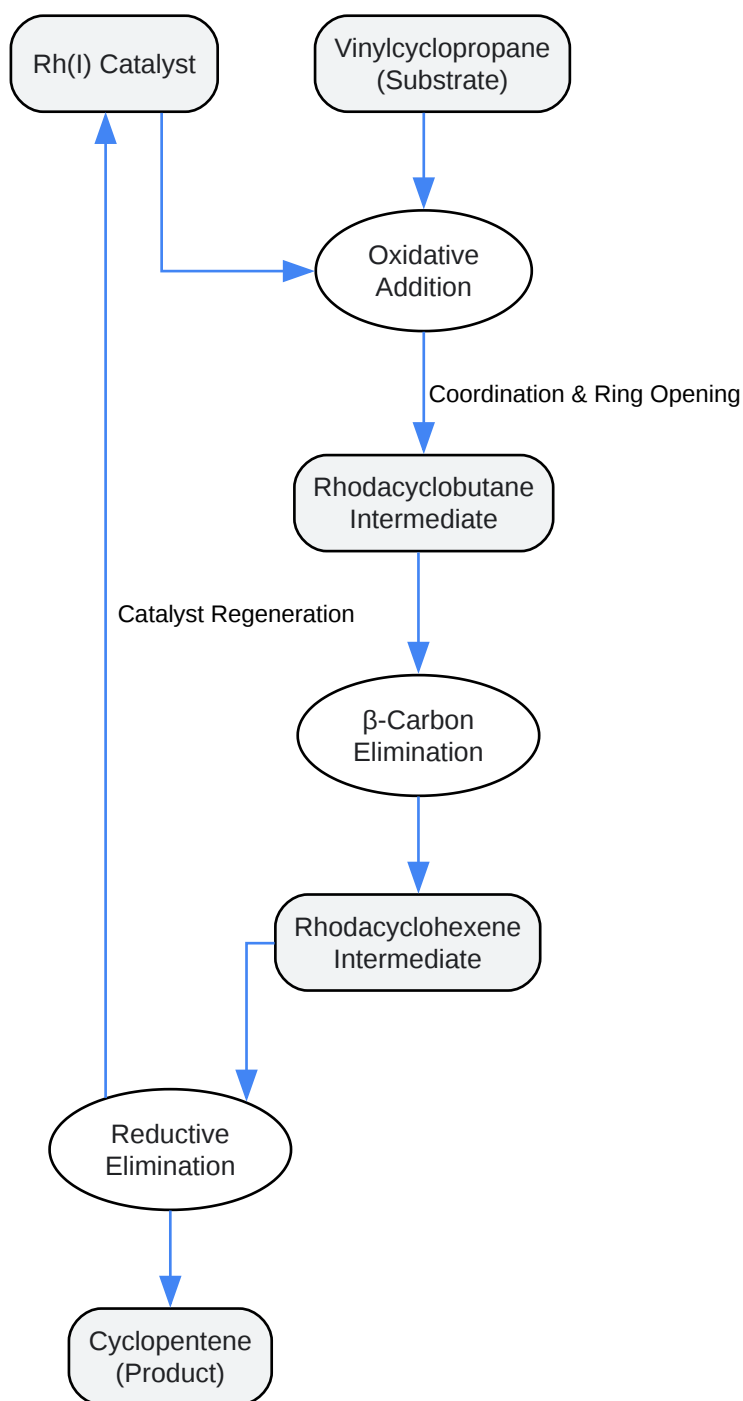 Rh(I) Catalyst
Vinylcyclopropane
(Substrate)
Oxidative
Addition
Coordination & Ring Opening
Rhodacyclobutane
Intermediate
Catalyst Regeneration
β-Carbon
Elimination
Rhodacyclohexene
Intermediate
Reductive
Elimination
Cyclopentene
(Product)